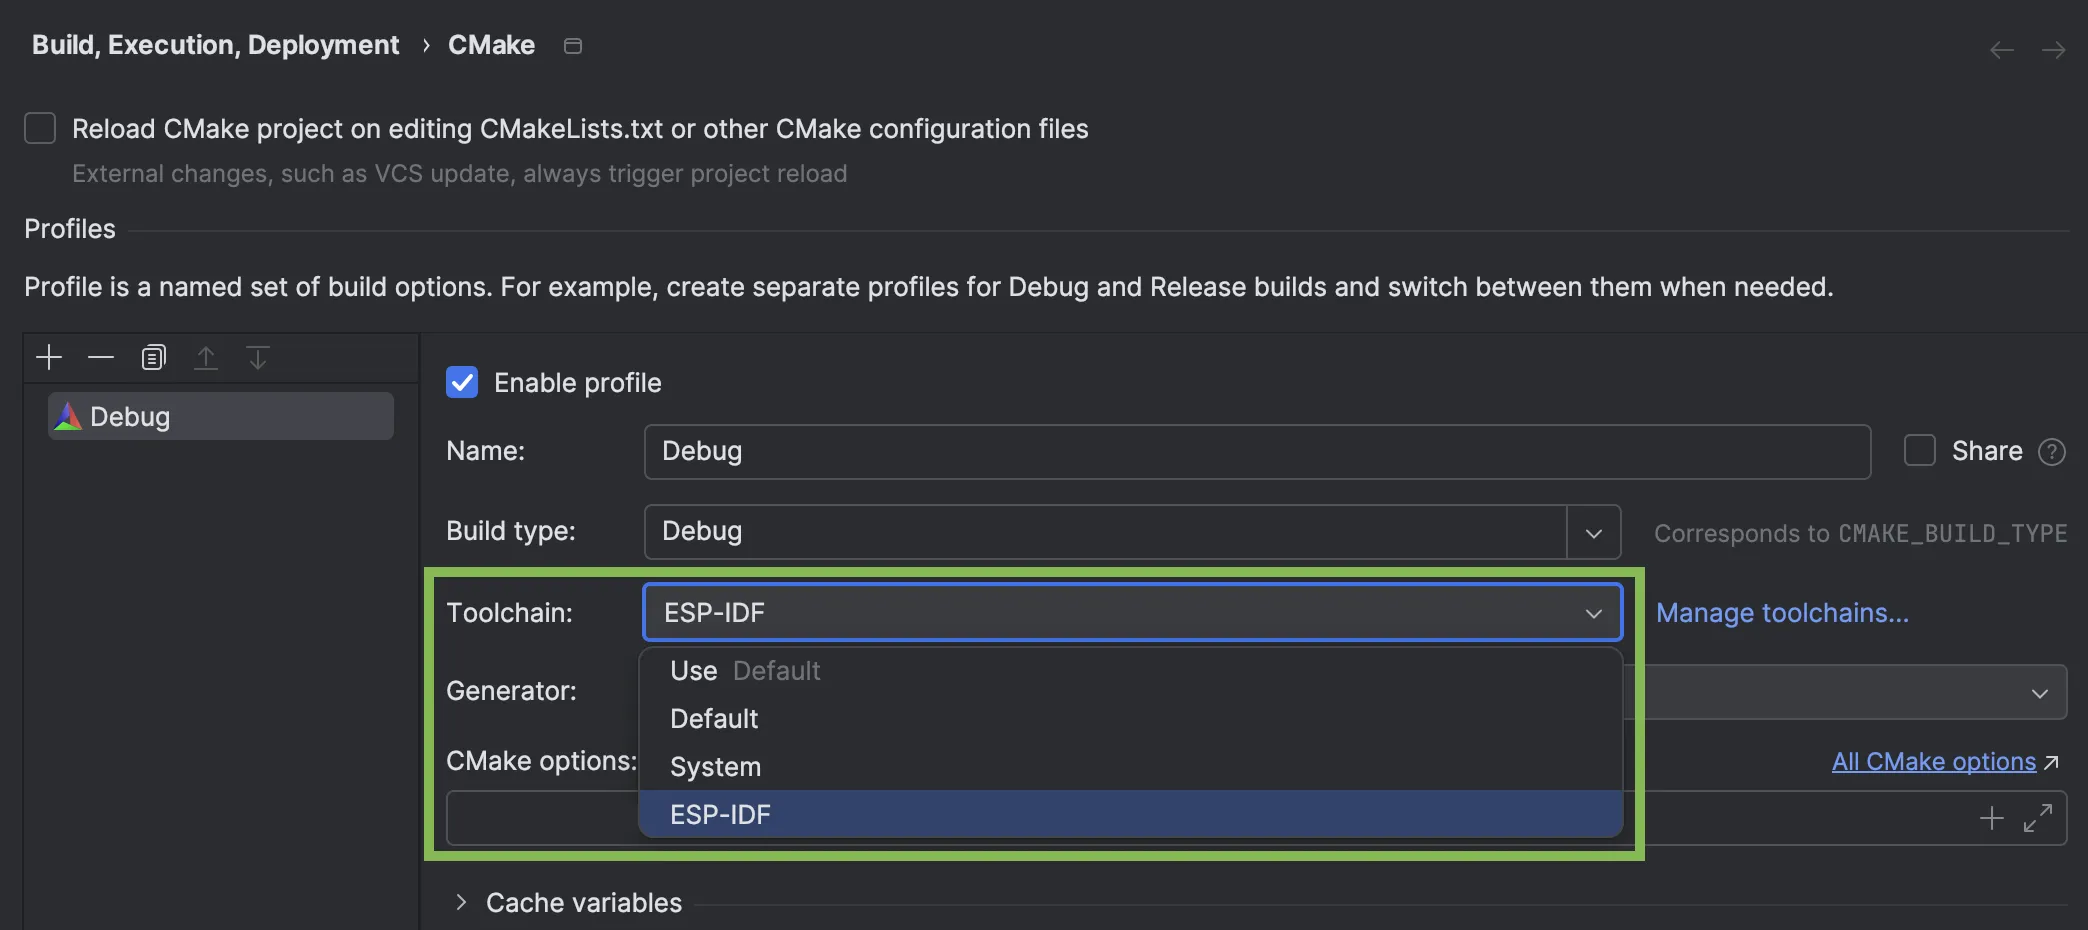 Build, Execution, Deployment › CMake
Reload CMake project on editing CMakeLists.txt or other CMake configuration files
External changes, such as VCS update, always trigger project reload
Profiles
Profile is a named set of build options. For example, create separate profiles for Debug and Release builds and switch between them when needed.
Debug
Enable profile
Name: Debug Share ?
Build type: Debug Corresponds to CMAKE_BUILD_TYPE
Toolchain: ESP-IDF Manage toolchains...
Use Default
Generator:
Default
CMake options: System All CMake options ↗
ESP-IDF
Cache variables